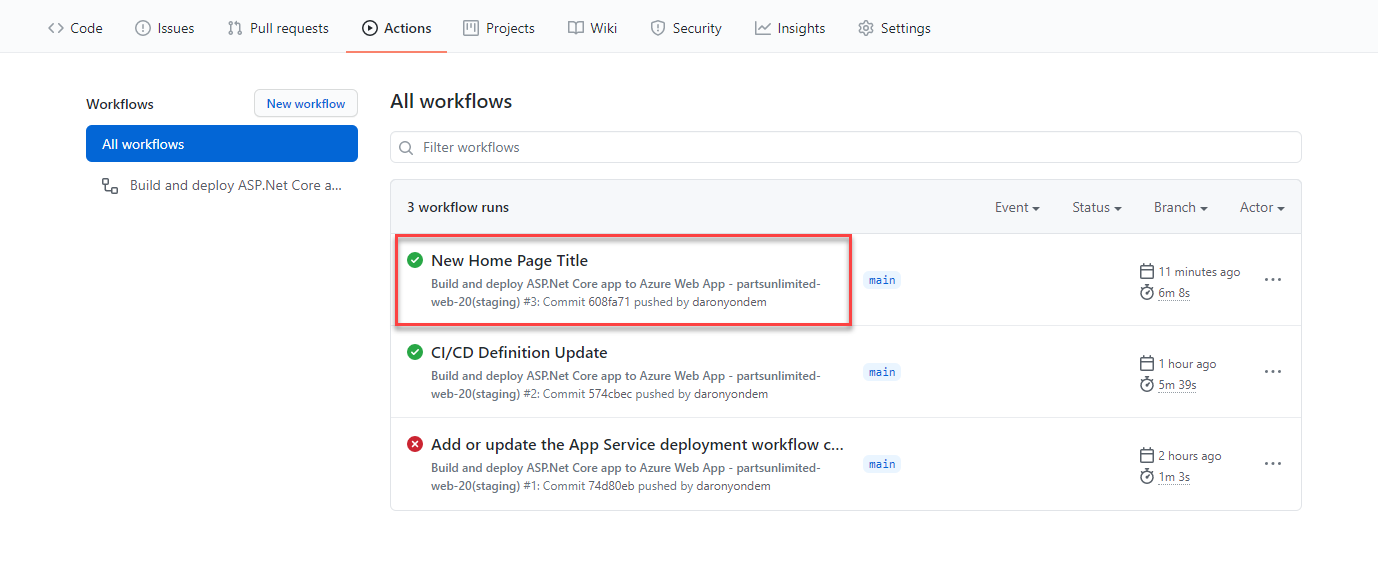 Code Issues Pull requests Actions Projects Wiki Security Insights Settings
Workflows
New workflow
All workflows
Build and deploy ASP.Net Core a...
All workflows
Filter workflows
3 workflow runs
Event Status Branch Actor
New Home Page Title
Build and deploy ASP.Net Core app to Azure Web App - partsunlimited-
web-20(staging) #3: Commit 608fa71 pushed by daronyondem
main
11 minutes ago
6m 8s
CI/CD Definition Update
Build and deploy ASP.Net Core app to Azure Web App - partsunlimited-
web-20(staging) #2: Commit 574cbec pushed by daronyondem
main
1 hour ago
5m 39s
Add or update the App Service deployment workflow c...
Build and deploy ASP.Net Core app to Azure Web App - partsunlimited-
web-20(staging) #1: Commit 74d80eb pushed by daronyondem
main
2 hours ago
1m 3s